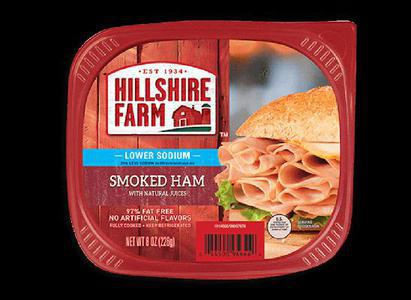 EST 1934
HILLSHIRE
FARM
TM
LOWER SODIUM
SMOKED HAM
WITH NATURAL JUICES
97% FAT FREE
NO ARTIFICIAL FLAVORS
FULLY COOKED • KEEP REFRIGERATED
NET WT 8 OZ (226g)